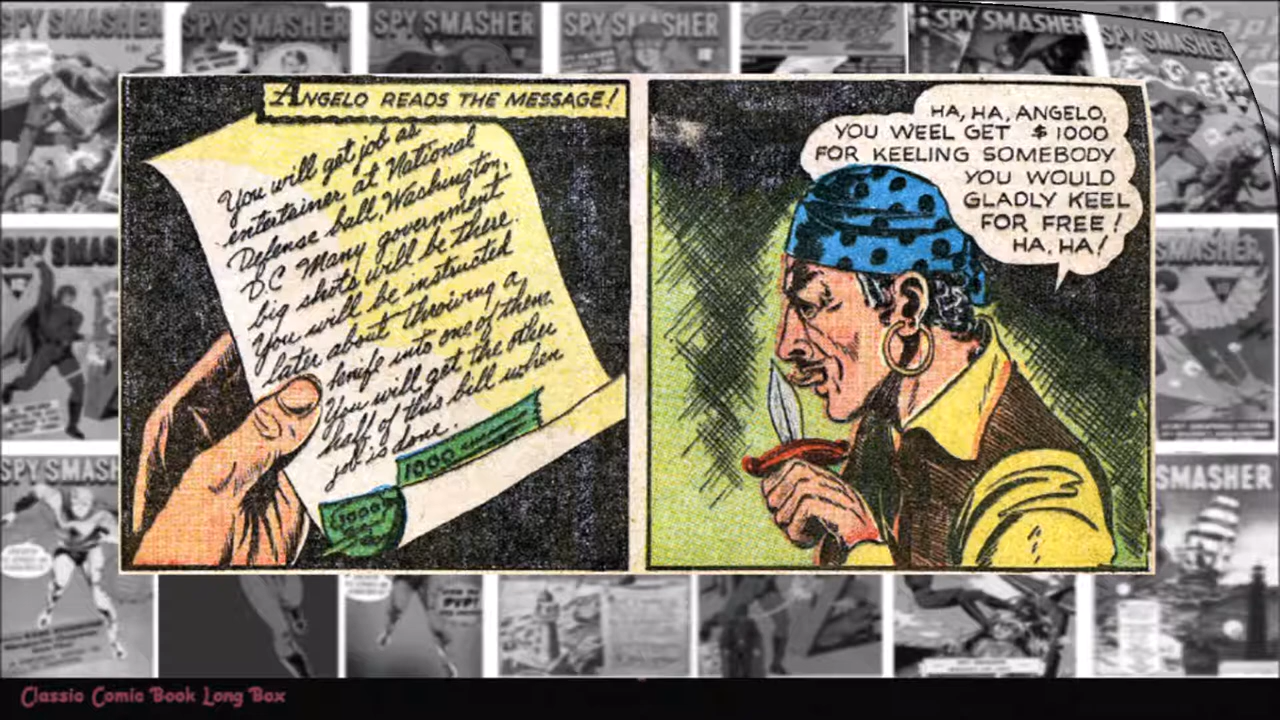 SPY SMASHER
SPY SMASHER
SPY SMASHER
SPY SMASHER
SPY SMASHER
SPY SMASHER
ANGELO READS THE MESSAGE!
You will get job as
entertainer at National
Defense ball, Washington,
D.C Many government
big shots will be there.
You will be instructed
later about throwing a
knife into one of them.
You will get the other
half of this bill when
job is done.
1000
1000
HA, HA, ANGELO,
YOU WEEL GET $1000
FOR KEELING SOMEBODY
YOU WOULD
GLADLY KEEL
FOR FREE!
HA, HA!
SPY SMAS
SMASHER,
SPY SMAS
SMASHER
Classic Comic Book Long Box